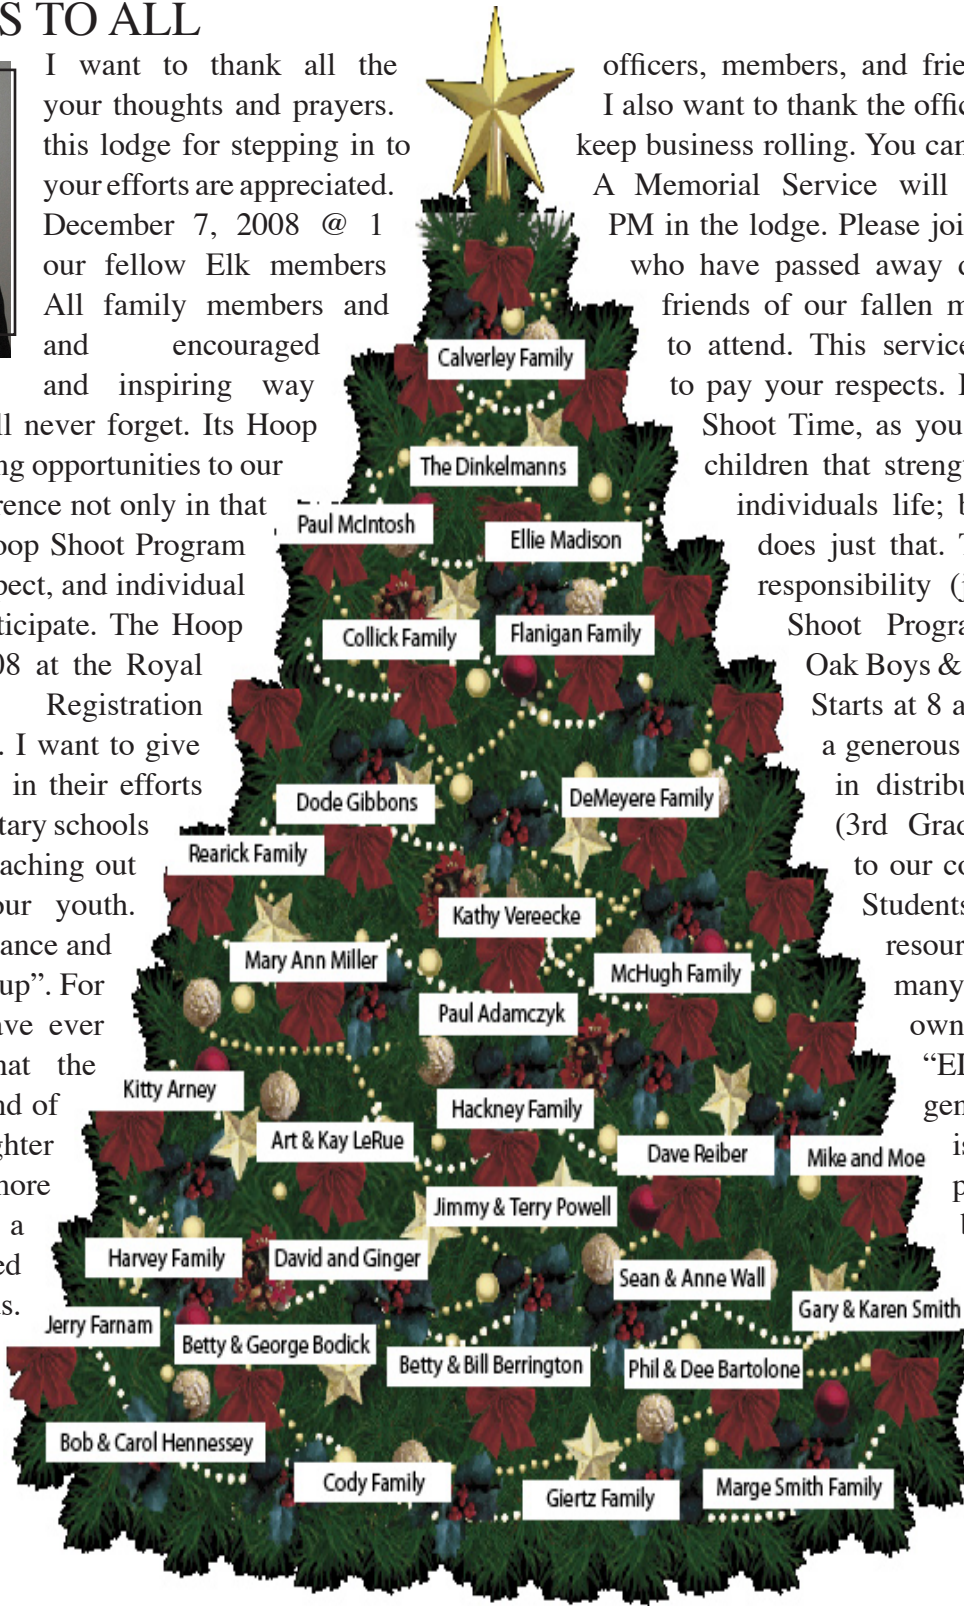 S TO ALL
I want to thank all the officers, members, and frie
your thoughts and prayers. I also want to thank the offic
this lodge for stepping in to keep business rolling. You can
your efforts are appreciated. A Memorial Service will
December 7, 2008 @ 1 PM in the lodge. Please joi
our fellow Elk members who have passed away
All family members and friends of our fallen m
and encouraged to attend. This service
and inspiring way to pay your respects.
ll never forget. Its Hoop Shoot Time, as you
ng opportunities to our children that streng
rence not only in that individuals life; b
oop Shoot Program does just that. T
pect, and individual responsibility (j
ticipate. The Hoop Shoot Progra
08 at the Royal Oak Boys &
Registration Starts at 8 a
. I want to give a generous
in their efforts in distribu
tary schools (3rd Grad
aching out to our co
our youth. Students
ance and resour
up”. For many
ave ever own
hat the “El
nd of gen
ghter is
more p
a b
ed
s.
Calverley Family
The Dinkelmanns
Paul McIntosh
Ellie Madison
Collick Family
Flanigan Family
Dode Gibbons
DeMeyere Family
Rearick Family
Kathy Vereecke
Mary Ann Miller
McHugh Family
Paul Adamczyk
Kitty Arney
Hackney Family
Art & Kay LeRue
Dave Reiber
Mike and Moe
Jimmy & Terry Powell
Harvey Family
David and Ginger
Sean & Anne Wall
Gary & Karen Smith
Jerry Farnam
Betty & George Bodick
Betty & Bill Berrington
Phil & Dee Bartolone
Bob & Carol Hennessey
Cody Family
Giertz Family
Marge Smith Family